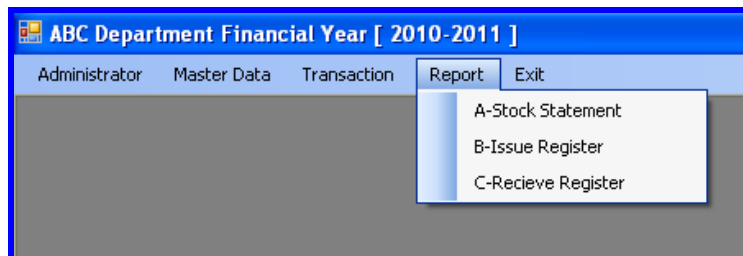 ABC Department Financial Year [ 2010-2011 ]
Administrator Master Data Transaction Report Exit
A-Stock Statement
B-Issue Register
C-Recieve Register